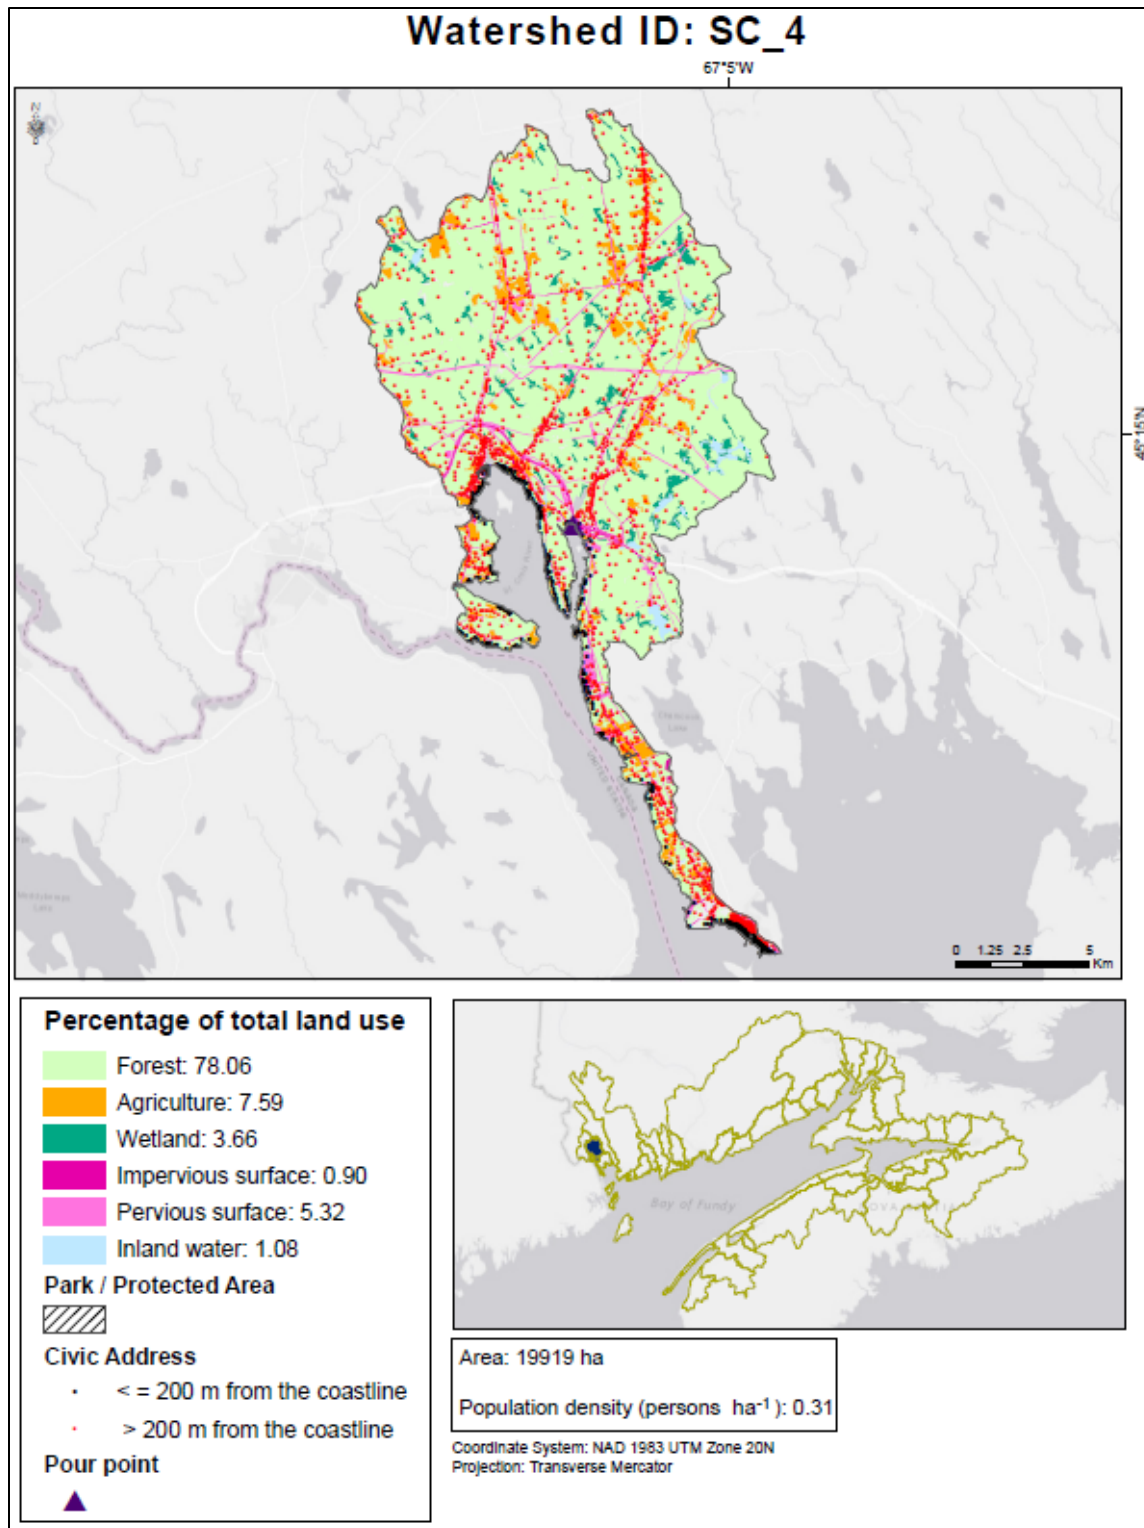 Watershed ID: SC_4
67°5'W
N
45°15'N
UNITED STATES
0 1.25 2.5 5
Km
Percentage of total land use
Forest: 78.06
Agriculture: 7.59
Wetland: 3.66
Impervious surface: 0.90
Pervious surface: 5.32
Inland water: 1.08
Park / Protected Area
Civic Address
< = 200 m from the coastline
> 200 m from the coastline
Pour point
Bay of Fundy
Area: 19919 ha
Population density (persons ha⁻¹ ): 0.31
Coordinate System: NAD 1983 UTM Zone 20N
Projection: Transverse Mercator